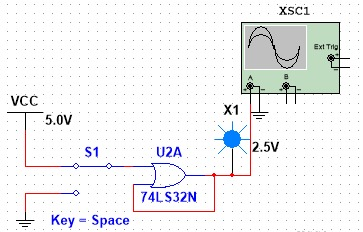 XSC1
Ext Trig
A B
VCC
5.0V
X1
2.5V
S1
U2A
74LS32N
Key = Space